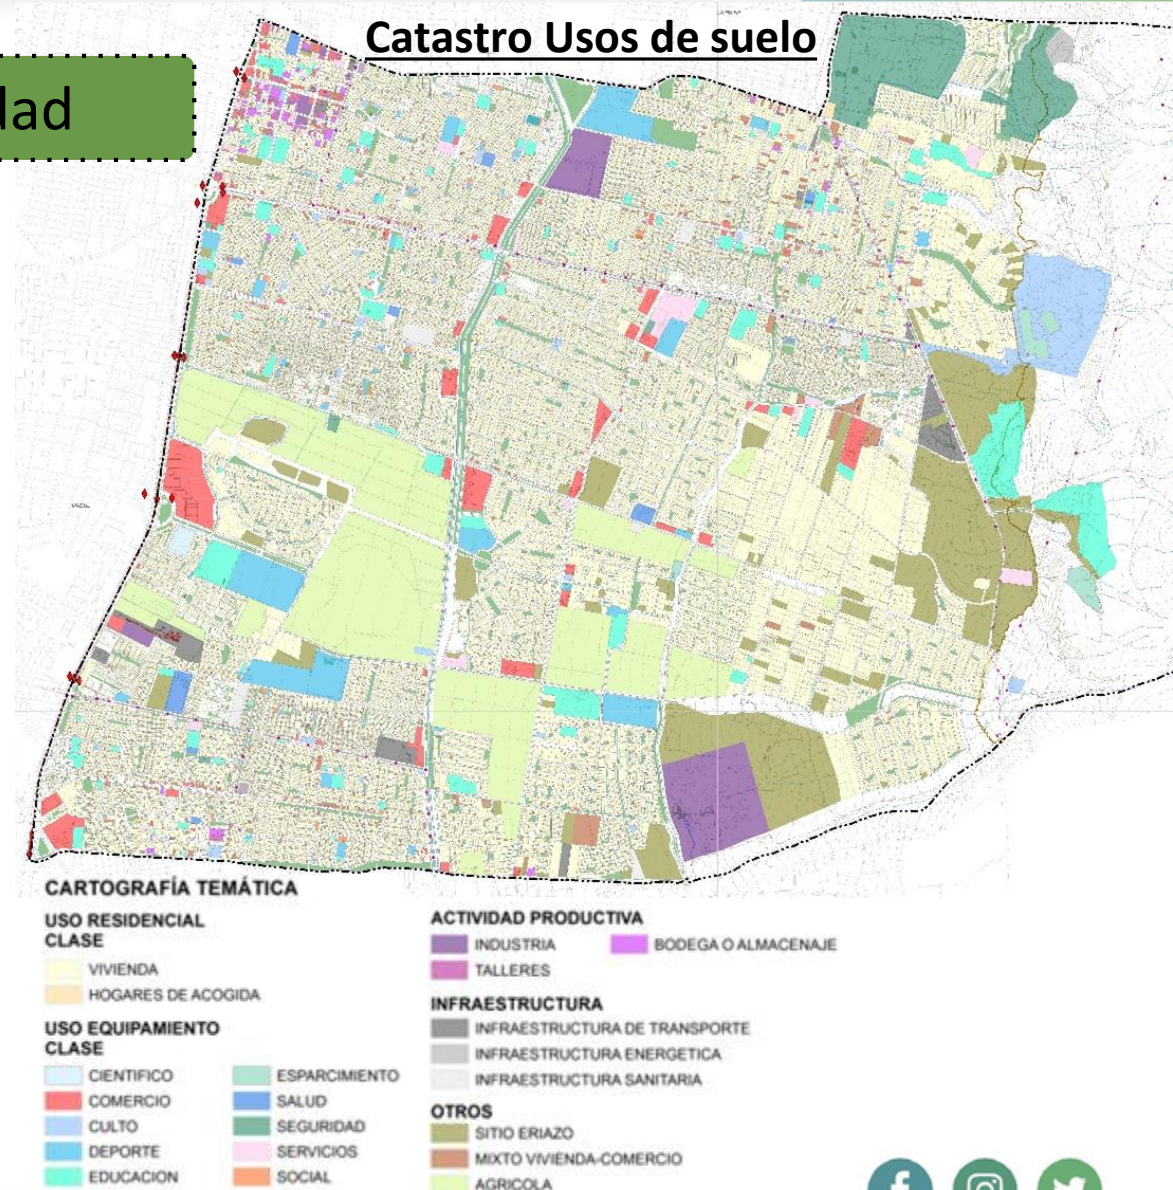 Catastro Usos de suelo
dad
CARTOGRAFÍA TEMÁTICA
USO RESIDENCIAL
CLASE
VIVIENDA
HOGARES DE ACOGIDA
USO EQUIPAMIENTO
CLASE
CIENTIFICO
COMERCIO
CULTO
DEPORTE
EDUCACION
ESPARCIMIENTO
SALUD
SEGURIDAD
SERVICIOS
SOCIAL
ACTIVIDAD PRODUCTIVA
INDUSTRIA
BODEGA O ALMACENAJE
TALLERES
INFRAESTRUCTURA
INFRAESTRUCTURA DE TRANSPORTE
INFRAESTRUCTURA ENERGETICA
INFRAESTRUCTURA SANITARIA
OTROS
SITIO ERIAZO
MIXTO VIVIENDA-COMERCIO
AGRICOLA